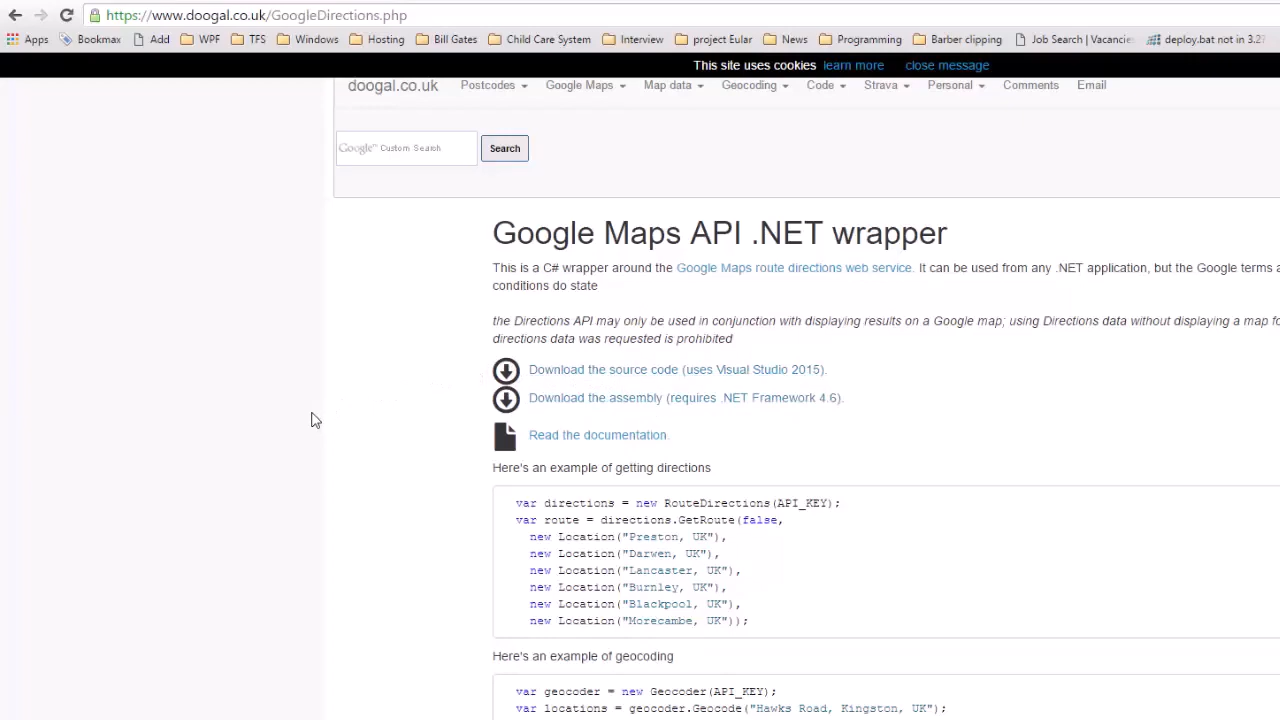 https://www.doogal.co.uk/GoogleDirections.php
Apps Bookmax Add WPF TFS Windows Hosting Bill Gates Child Care System Interview project Eular News Programming Barber clipping Job Search | Vacancies deploy.bat not in 3.2?
This site uses cookies learn more close message
doogal.co.uk Postcodes Google Maps Map data Geocoding Code Strava Personal Comments Email
Google™ Custom Search Search
Google Maps API .NET wrapper
This is a C# wrapper around the Google Maps route directions web service. It can be used from any .NET application, but the Google terms a
conditions do state
the Directions API may only be used in conjunction with displaying results on a Google map; using Directions data without displaying a map fo
directions data was requested is prohibited
Download the source code (uses Visual Studio 2015).
Download the assembly (requires .NET Framework 4.6).
Read the documentation.
Here's an example of getting directions
var directions = new RouteDirections(API_KEY);
var route = directions.GetRoute(false,
new Location("Preston, UK"),
new Location("Darwen, UK"),
new Location("Lancaster, UK"),
new Location("Burnley, UK"),
new Location("Blackpool, UK"),
new Location("Morecambe, UK"));
Here's an example of geocoding
var geocoder = new Geocoder(API_KEY);
var locations = geocoder.Geocode("Hawks Road, Kingston, UK");